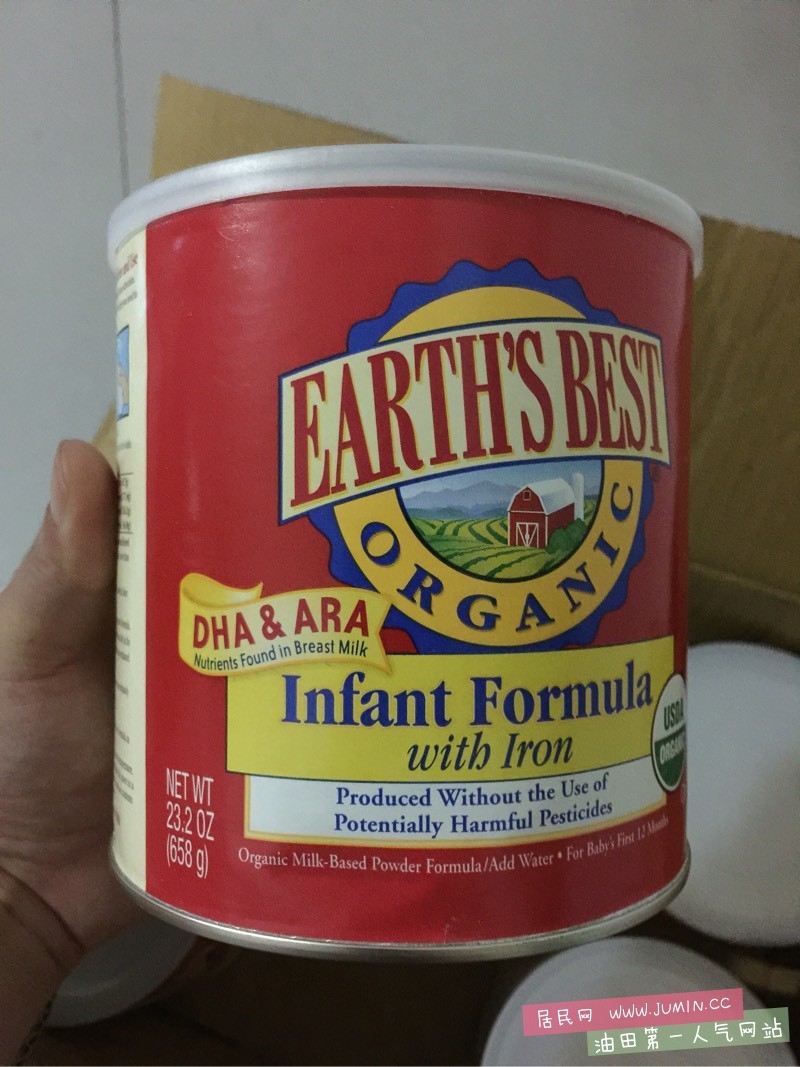 EARTH'S BEST
ORGANIC
DHA & ARA
Nutrients Found in Breast Milk
Infant Formula
with Iron
USDA
ORGANIC
Produced Without the Use of
Potentially Harmful Pesticides
NET WT
23.2 OZ
(658 g)
Organic Milk-Based Powder Formula/Add Water • For Baby's First 12 Months
居民网 WWW.JUMIN.CC
油田第一人气网站